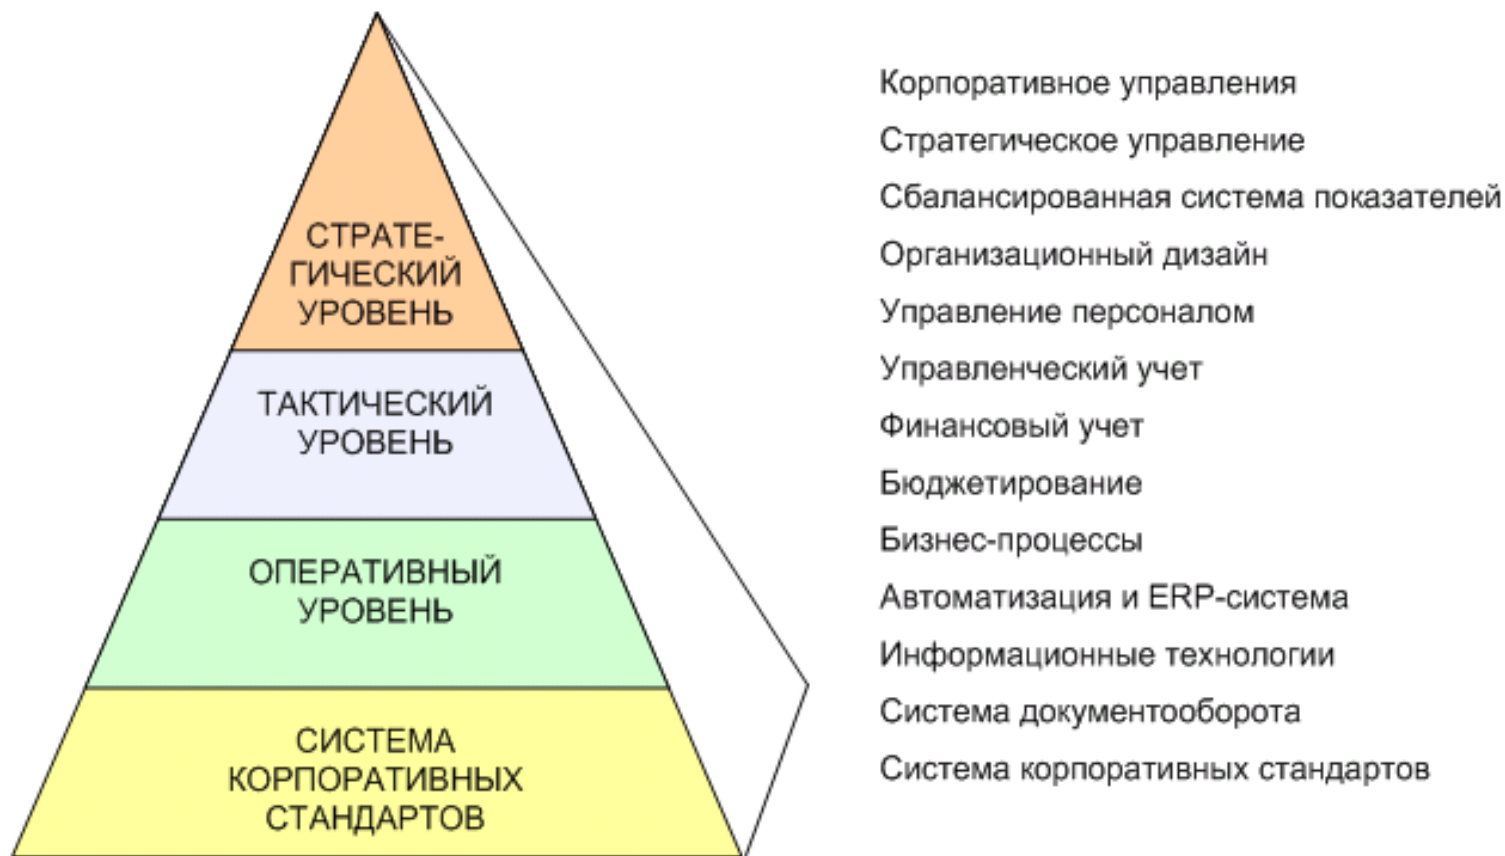 СТРАТЕ-
ГИЧЕСКИЙ
УРОВЕНЬ
ТАКТИЧЕСКИЙ
УРОВЕНЬ
ОПЕРАТИВНЫЙ
УРОВЕНЬ
СИСТЕМА
КОРПОРАТИВНЫХ
СТАНДАРТОВ
Корпоративное управления
Стратегическое управление
Сбалансированная система показателей
Организационный дизайн
Управление персоналом
Управленческий учет
Финансовый учет
Бюджетирование
Бизнес-процессы
Автоматизация и ERP-система
Информационные технологии
Система документооборота
Система корпоративных стандартов